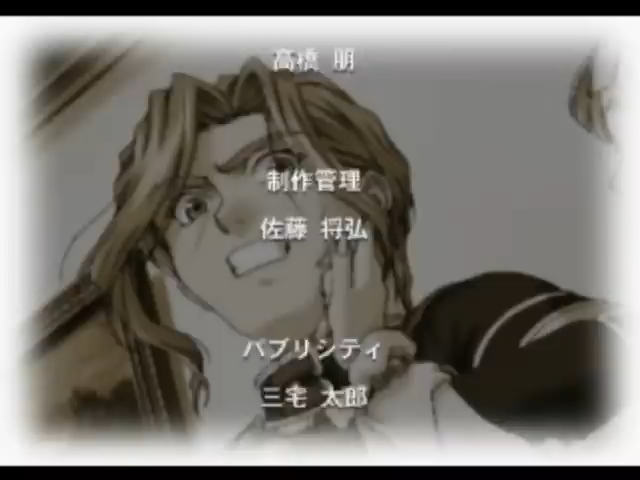 高橋 朋
制作管理
佐藤 将弘
パブリシティ
三宅 太郎